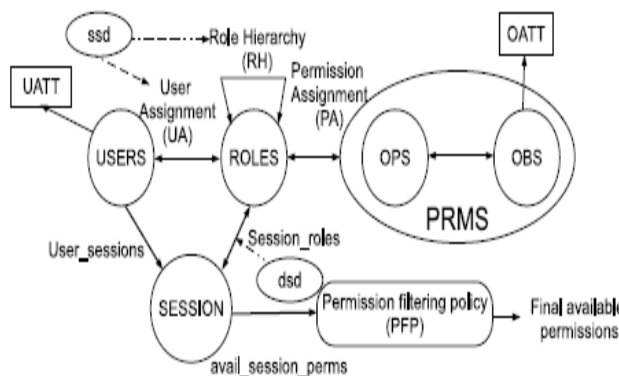 ssd
Role Hierarchy
(RH)
OATT
UATT
User
Assignment
(UA)
Permission
Assignment
(PA)
USERS
ROLES
OPS
OBS
PRMS
User_sessions
Session_roles
dsd
SESSION
Permission filtering policy
(PFP)
Final available
permissions
avail_session_perms